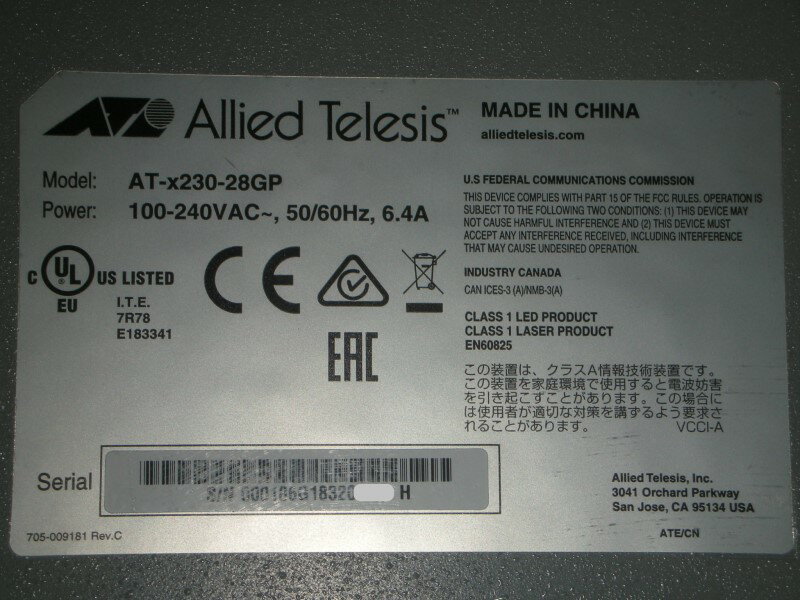 Allied Telesis™
MADE IN CHINA
alliedtelesis.com
Model: AT-x230-28GP
Power: 100-240VAC~, 50/60Hz, 6.4A
U.S FEDERAL COMMUNICATIONS COMMISSION
THIS DEVICE COMPLIES WITH PART 15 OF THE FCC RULES. OPERATION IS
SUBJECT TO THE FOLLOWING TWO CONDITIONS: (1) THIS DEVICE MAY
NOT CAUSE HARMFUL INTERFERENCE AND (2) THIS DEVICE MUST
ACCEPT ANY INTERFERENCE RECEIVED, INCLUDING INTERFERENCE
THAT MAY CAUSE UNDESIRED OPERATION.
C UL US LISTED
EU
I.T.E.
7R78
E183341
CE
EAC
INDUSTRY CANADA
CAN ICES-3 (A)/NMB-3(A)
CLASS 1 LED PRODUCT
CLASS 1 LASER PRODUCT
EN60825
この装置は、クラスA情報技術装置です。
この装置を家庭環境で使用すると電波妨害
を引き起こすことがあります。この場合に
は使用者が適切な対策を講ずるよう要求さ
れることがあります。 VCCI-A
Serial
S/N 000186G18320 H
Allied Telesis, Inc.
3041 Orchard Parkway
San Jose, CA 95134 USA
705-009181 Rev.C
ATE/CN